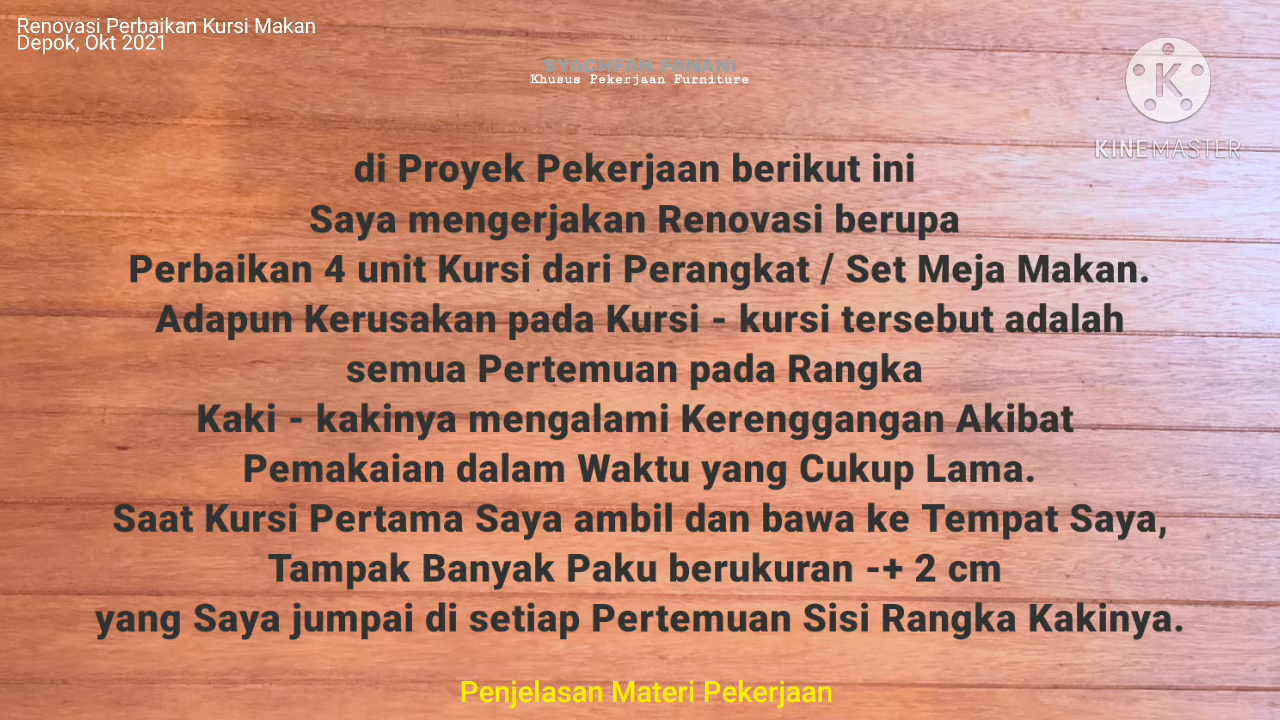 Renovasi Perbaikan Kursi Makan
Depok, Okt 2021
SYACHFAN FANANI
Khusus Pekerjaan Furniture
K
KINEMASTER
di Proyek Pekerjaan berikut ini
Saya mengerjakan Renovasi berupa
Perbaikan 4 unit Kursi dari Perangkat / Set Meja Makan.
Adapun Kerusakan pada Kursi - kursi tersebut adalah
semua Pertemuan pada Rangka
Kaki - kakinya mengalami Kerenggangan Akibat
Pemakaian dalam Waktu yang Cukup Lama.
Saat Kursi Pertama Saya ambil dan bawa ke Tempat Saya,
Tampak Banyak Paku berukuran -+ 2 cm
yang Saya jumpai di setiap Pertemuan Sisi Rangka Kakinya.
Penjelasan Materi Pekerjaan